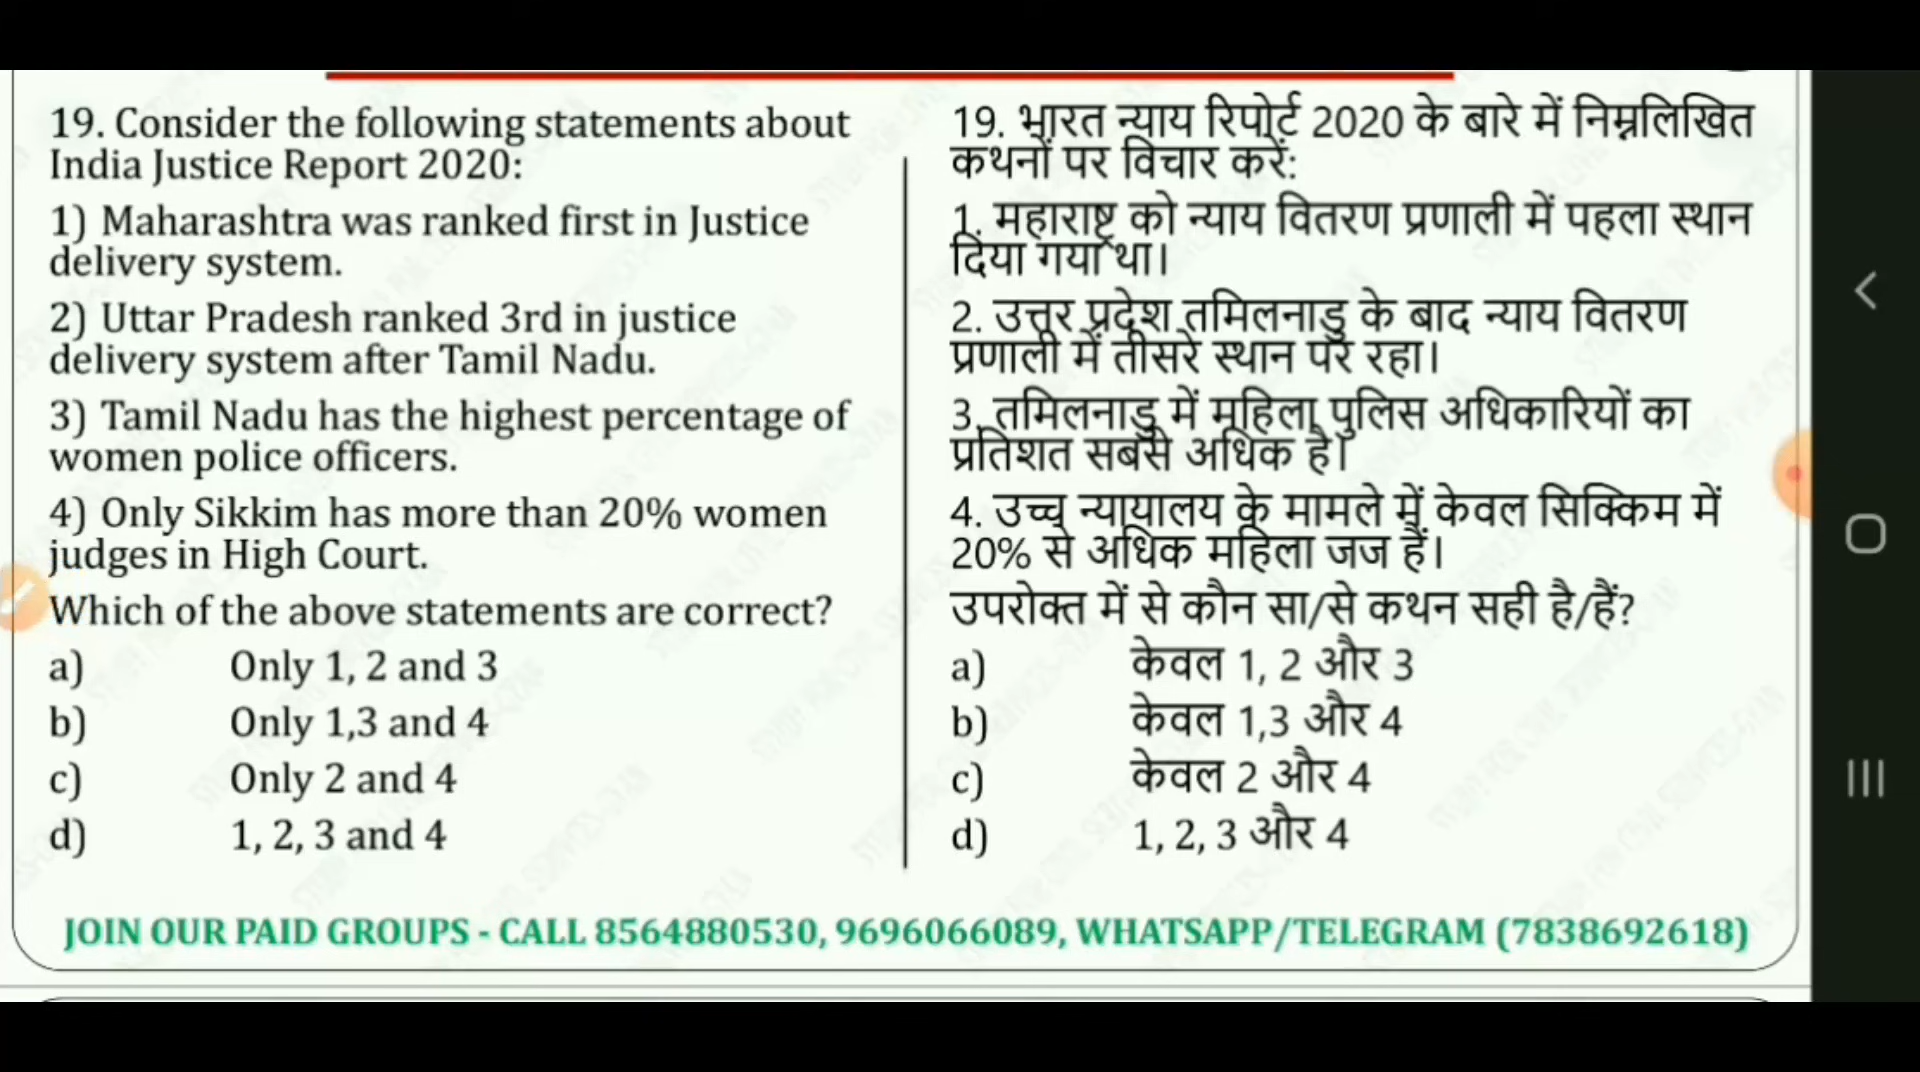 19. Consider the following statements about
India Justice Report 2020:
1) Maharashtra was ranked first in Justice
delivery system.
2) Uttar Pradesh ranked 3rd in justice
delivery system after Tamil Nadu.
3) Tamil Nadu has the highest percentage of
women police officers.
4) Only Sikkim has more than 20% women
judges in High Court.
Which of the above statements are correct?
a) Only 1, 2 and 3
b) Only 1,3 and 4
c) Only 2 and 4
d) 1, 2, 3 and 4
19. भारत न्याय रिपोर्ट 2020 के बारे में निम्नलिखित
कथनों पर विचार करें:
1. महाराष्ट्र को न्याय वितरण प्रणाली में पहला स्थान
दिया गया था।
2. उत्तर प्रदेश तमिलनाडु के बाद न्याय वितरण
प्रणाली में तीसरे स्थान पर रहा।
3. तमिलनाडु में महिला पुलिस अधिकारियों का
प्रतिशत सबसे अधिक है।
4. उच्च न्यायालय के मामले में केवल सिक्किम में
20% से अधिक महिला जज हैं।
उपरोक्त में से कौन सा/से कथन सही है/हैं?
a) केवल 1, 2 और 3
b) केवल 1,3 और 4
c) केवल 2 और 4
d) 1, 2, 3 और 4
JOIN OUR PAID GROUPS - CALL 8564880530, 9696066089, WHATSAPP/TELEGRAM (7838692618)